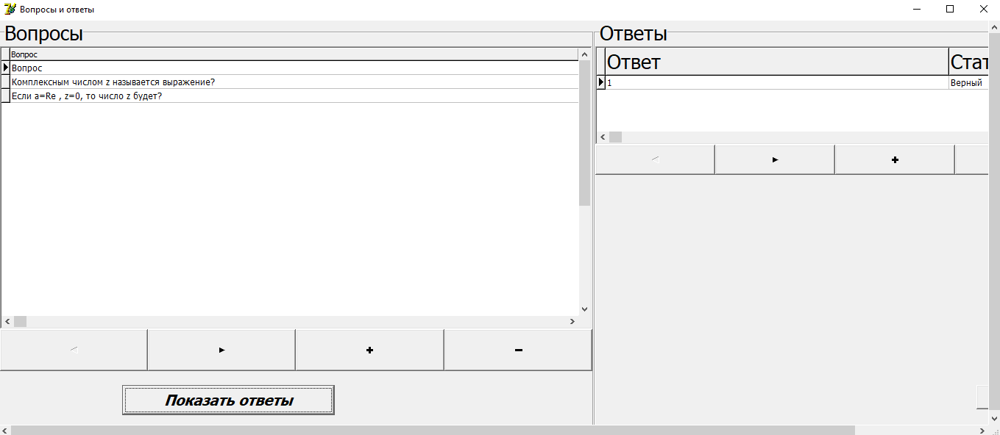 Вопросы и ответы
Вопросы
Вопрос
Вопрос
Комплексным числом z называется выражение?
Если a=Re , z=0, то число z будет?
Показать ответы
Ответы
Ответ Стат
1 Верный